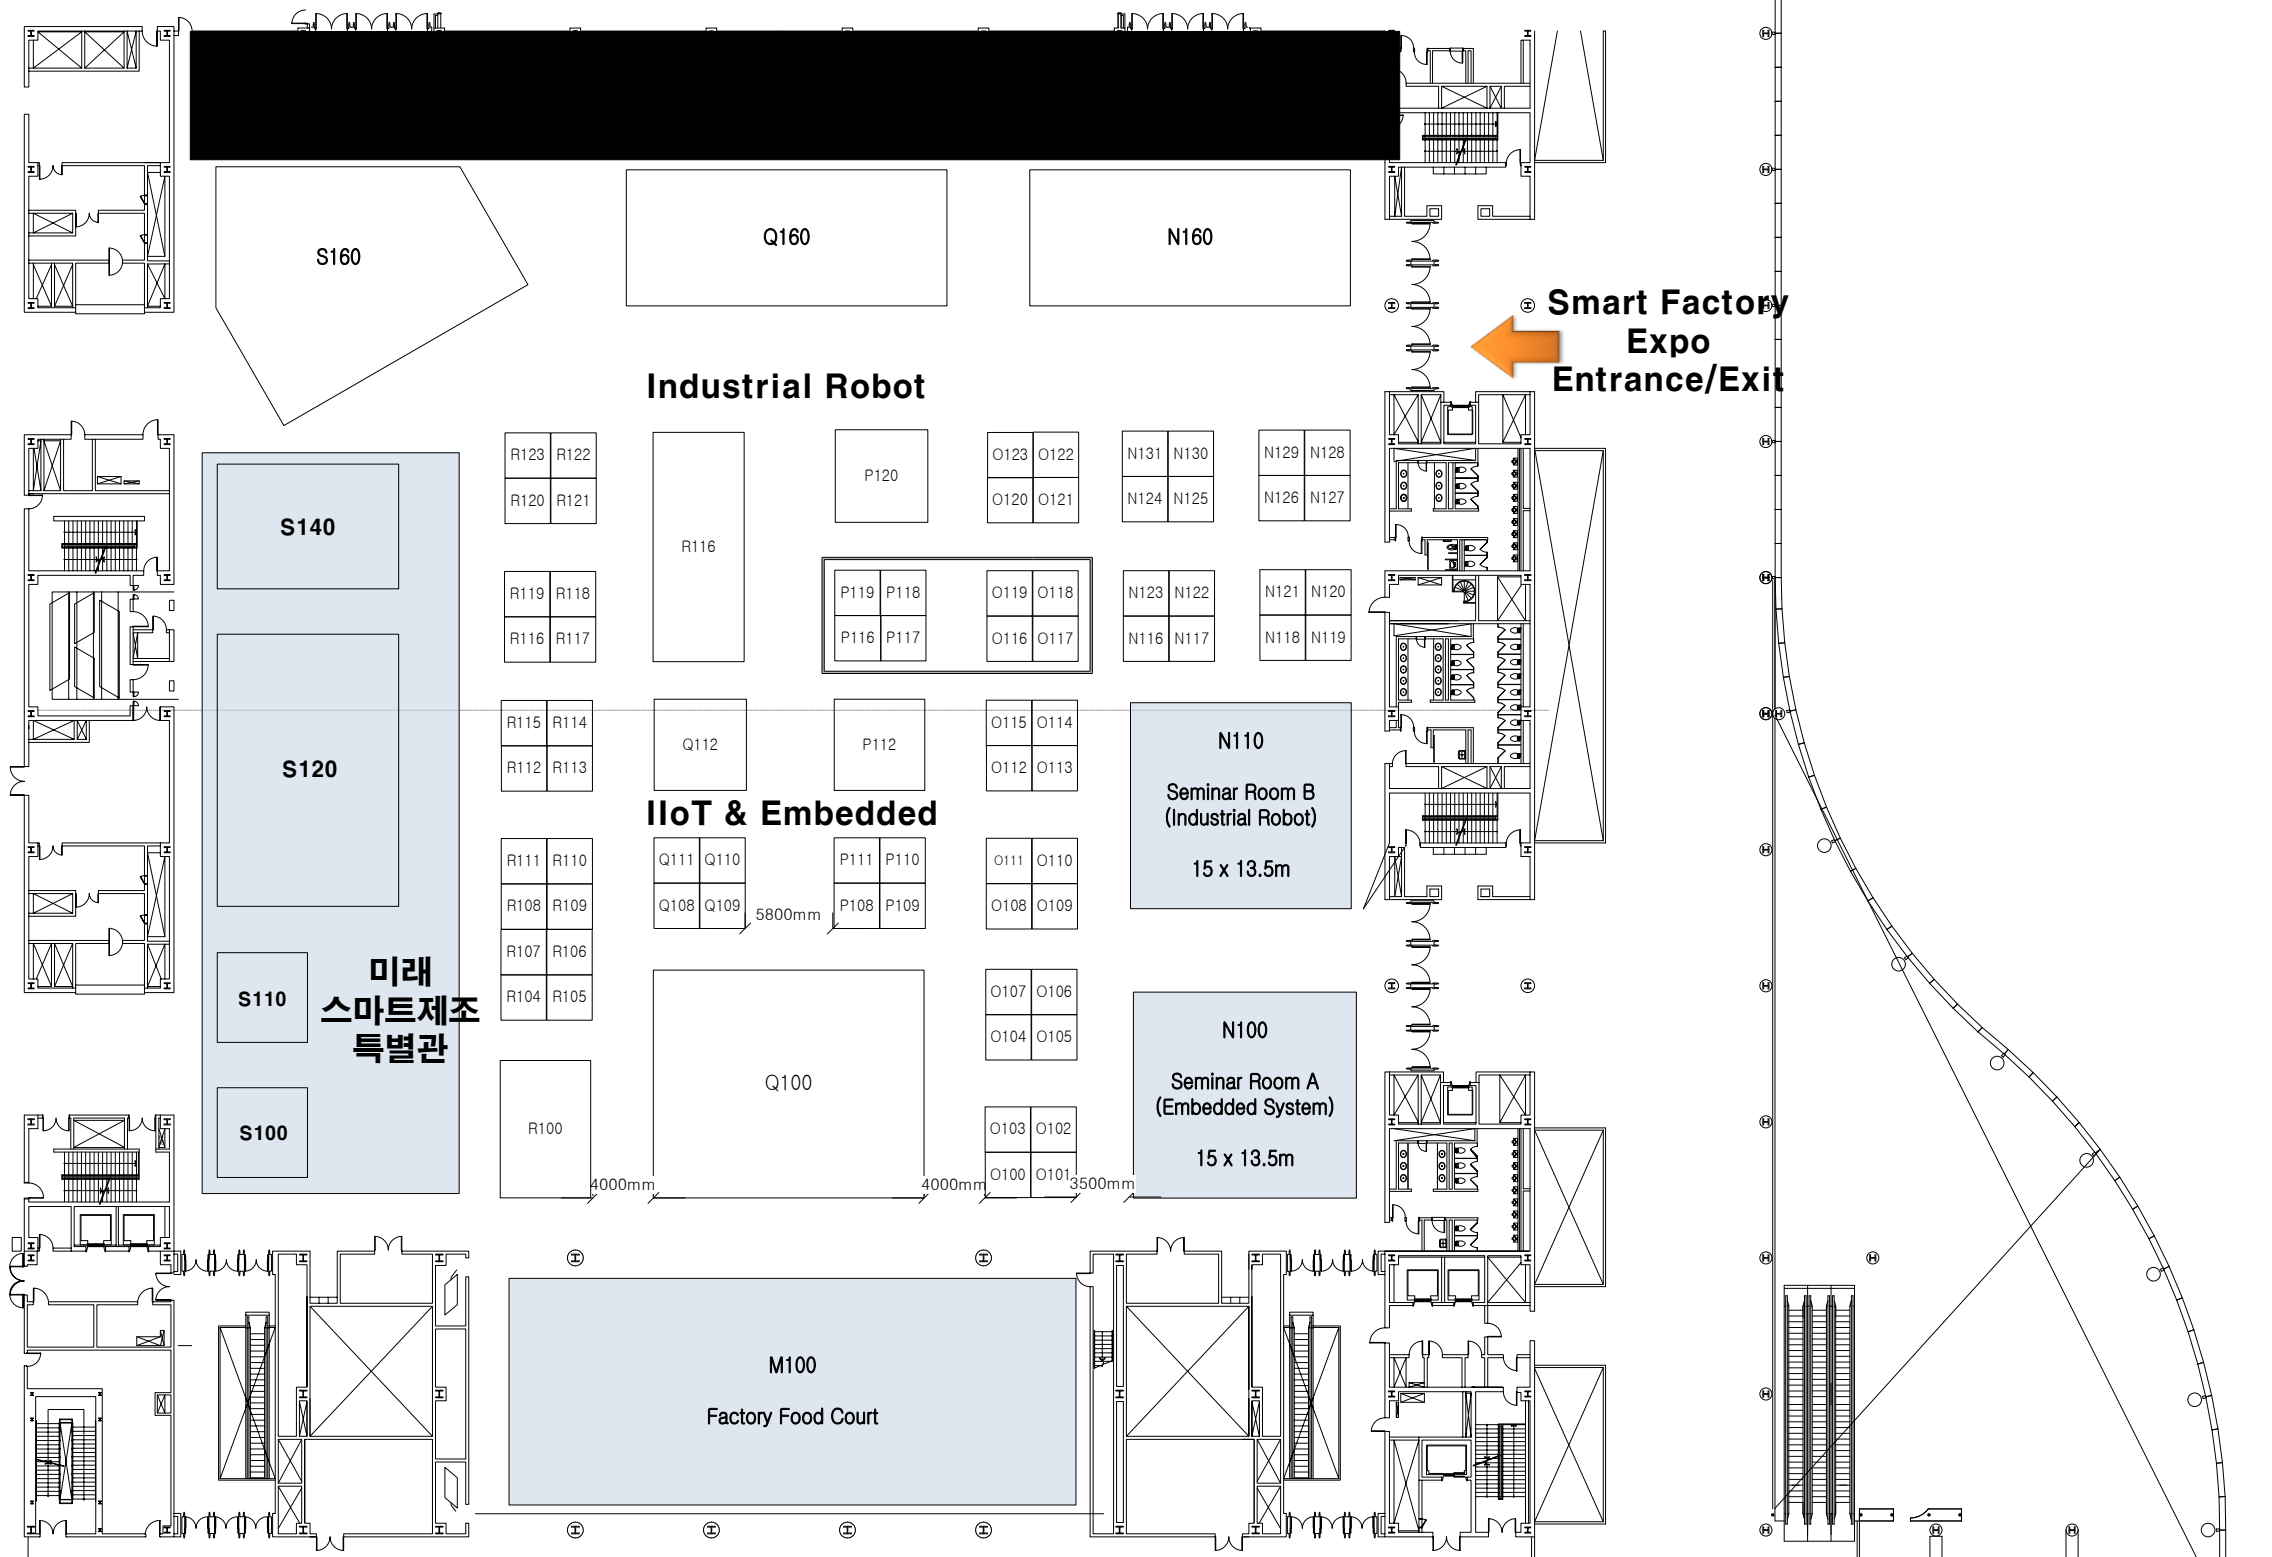 S160
Q160
N160
Smart Factory
Expo
Entrance/Exit
Industrial Robot
R123 R122
R120 R121
R116
P120
O123 O122
O120 O121
N131 N130
N124 N125
N129 N128
N126 N127
S140
R119 R118
R116 R117
P119 P118
P116 P117
O119 O118
O116 O117
N123 N122
N116 N117
N121 N120
N118 N119
S120
R115 R114
R112 R113
Q112
P112
O115 O114
O112 O113
N110
Seminar Room B
(Industrial Robot)
15 x 13.5m
IIoT & Embedded
R111 R110
R108 R109
R107 R106
R104 R105
Q111 Q110
Q108 Q109
5800mm
P111 P110
P108 P109
O111 O110
O108 O109
미래
스마트제조
특별관
S110
S100
R100
Q100
O107 O106
O104 O105
O103 O102
O100 O101
N100
Seminar Room A
(Embedded System)
15 x 13.5m
4000mm
4000mm
3500mm
M100
Factory Food Court